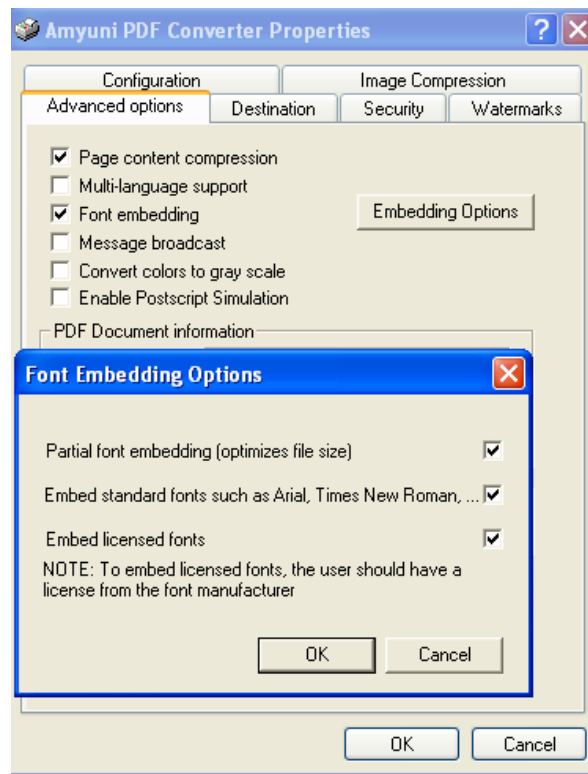 Amyuni PDF Converter Properties
Configuration
Image Compression
Advanced options
Destination
Security
Watermarks
Page content compression
Multi-language support
Font embedding
Embedding Options
Message broadcast
Convert colors to gray scale
Enable Postscript Simulation
PDF Document information
Font Embedding Options
Partial font embedding (optimizes file size)
Embed standard fonts such as Arial, Times New Roman, ...
Embed licensed fonts
NOTE: To embed licensed fonts, the user should have a
license from the font manufacturer
OK
Cancel
OK
Cancel